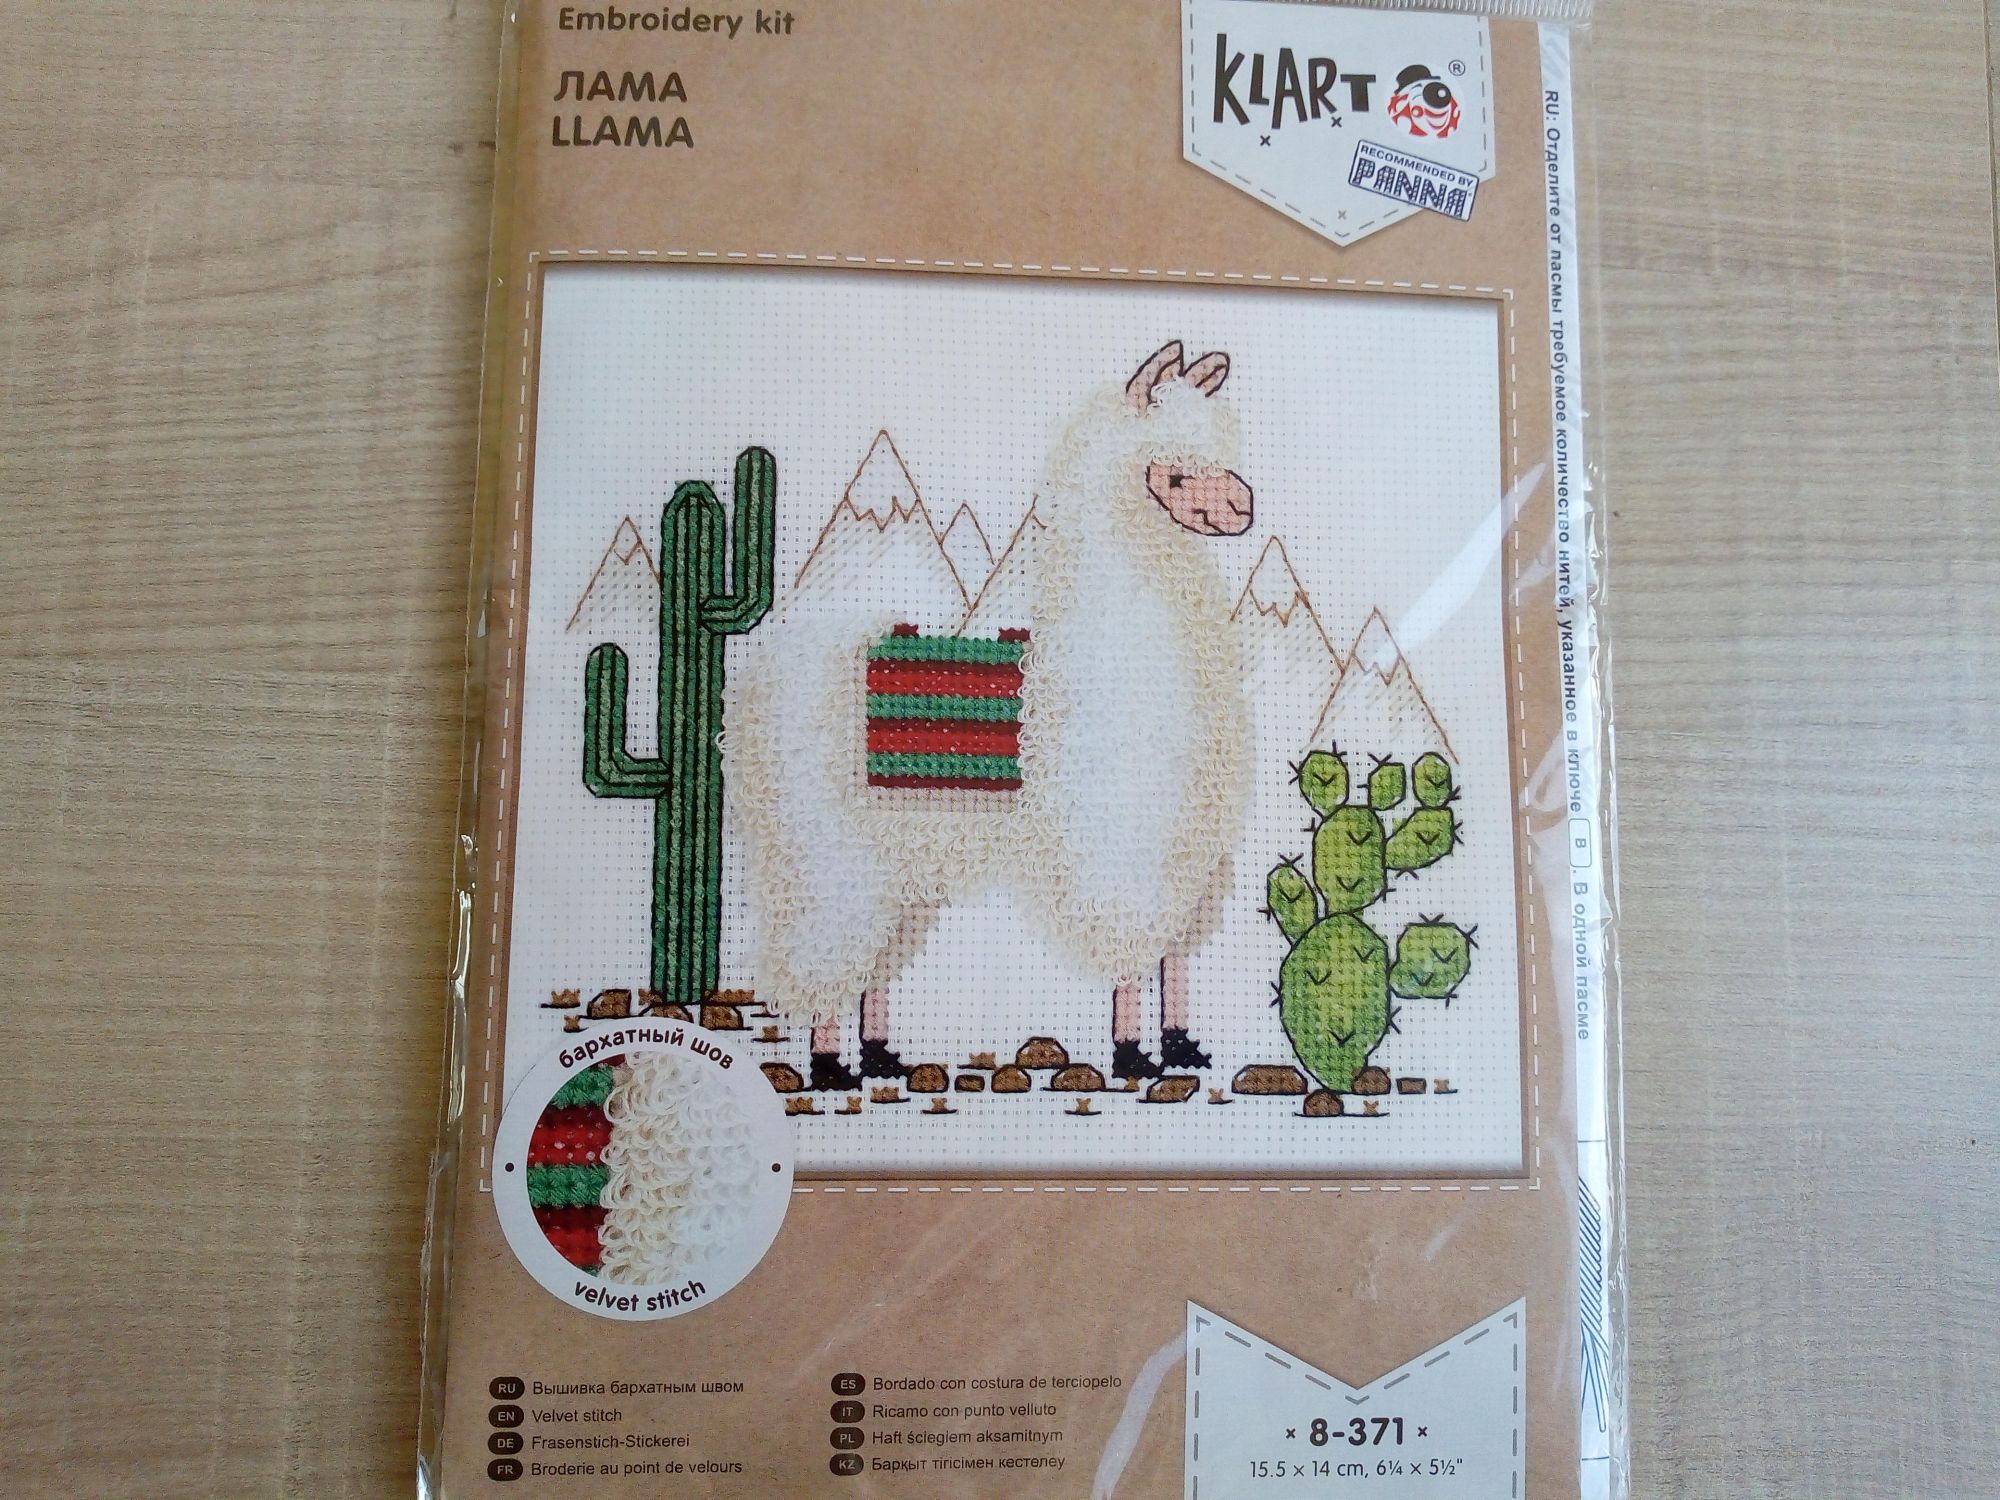 Embroidery kit
ЛАМА
LLAMA
KLART ®
RECOMMENDED BY
PANNA
RU: Отделите от пасмы требуемое количество нитей, указанное в ключе В. В одной пасме
бархатный шов
velvet stitch
RU Вышивка бархатным швом
EN Velvet stitch
DE Frasenstich-Stickerei
FR Broderie au point de velours
ES Bordado con costura de terciopelo
IT Ricamo con punto velluto
PL Haft ściegiem aksamitnym
KZ Барқыт тігісімен кестелеу
× 8-371 ×
15.5 × 14 cm, 6¼ × 5½"